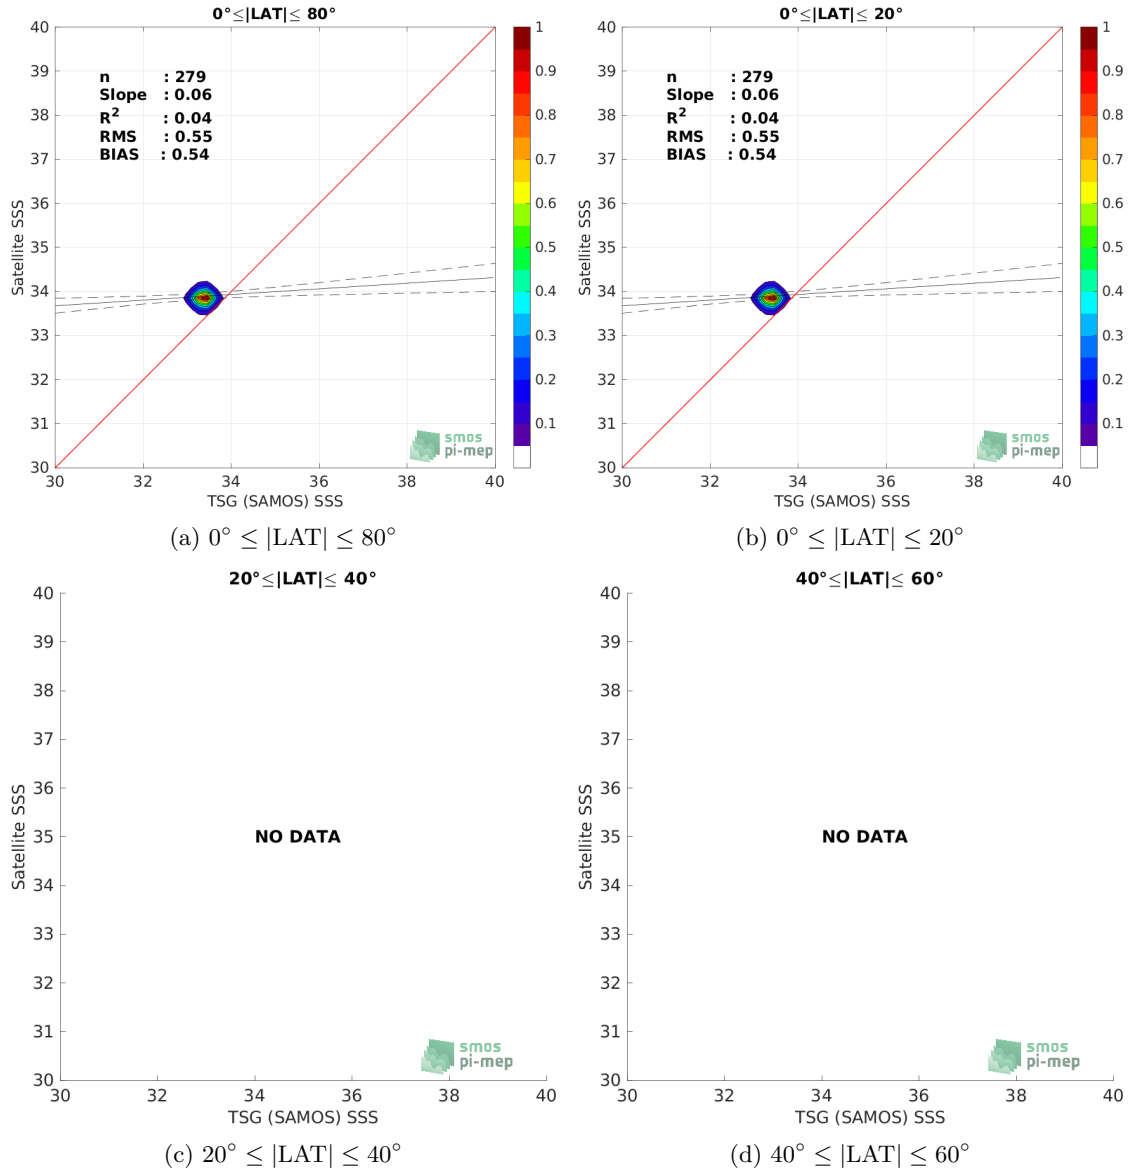 0°≤|LAT|≤ 80°
40
39
38
37
36
35
34
33
32
31
30
Satellite SSS
n : 279
Slope : 0.06
R² : 0.04
RMS : 0.55
BIAS : 0.54
smos
pi-mep
30 32 34 36 38 40
TSG (SAMOS) SSS
1
0.9
0.8
0.7
0.6
0.5
0.4
0.3
0.2
0.1
(a) 0° ≤ |LAT| ≤ 80°
0°≤|LAT|≤ 20°
40
39
38
37
36
35
34
33
32
31
30
Satellite SSS
n : 279
Slope : 0.06
R² : 0.04
RMS : 0.55
BIAS : 0.54
smos
pi-mep
30 32 34 36 38 40
TSG (SAMOS) SSS
1
0.9
0.8
0.7
0.6
0.5
0.4
0.3
0.2
0.1
(b) 0° ≤ |LAT| ≤ 20°
20°≤|LAT|≤ 40°
40
39
38
37
36
35
34
33
32
31
30
Satellite SSS
NO DATA
smos
pi-mep
30 32 34 36 38 40
TSG (SAMOS) SSS
(c) 20° ≤ |LAT| ≤ 40°
40°≤|LAT|≤ 60°
40
39
38
37
36
35
34
33
32
31
30
Satellite SSS
NO DATA
smos
pi-mep
30 32 34 36 38 40
TSG (SAMOS) SSS
(d) 40° ≤ |LAT| ≤ 60°